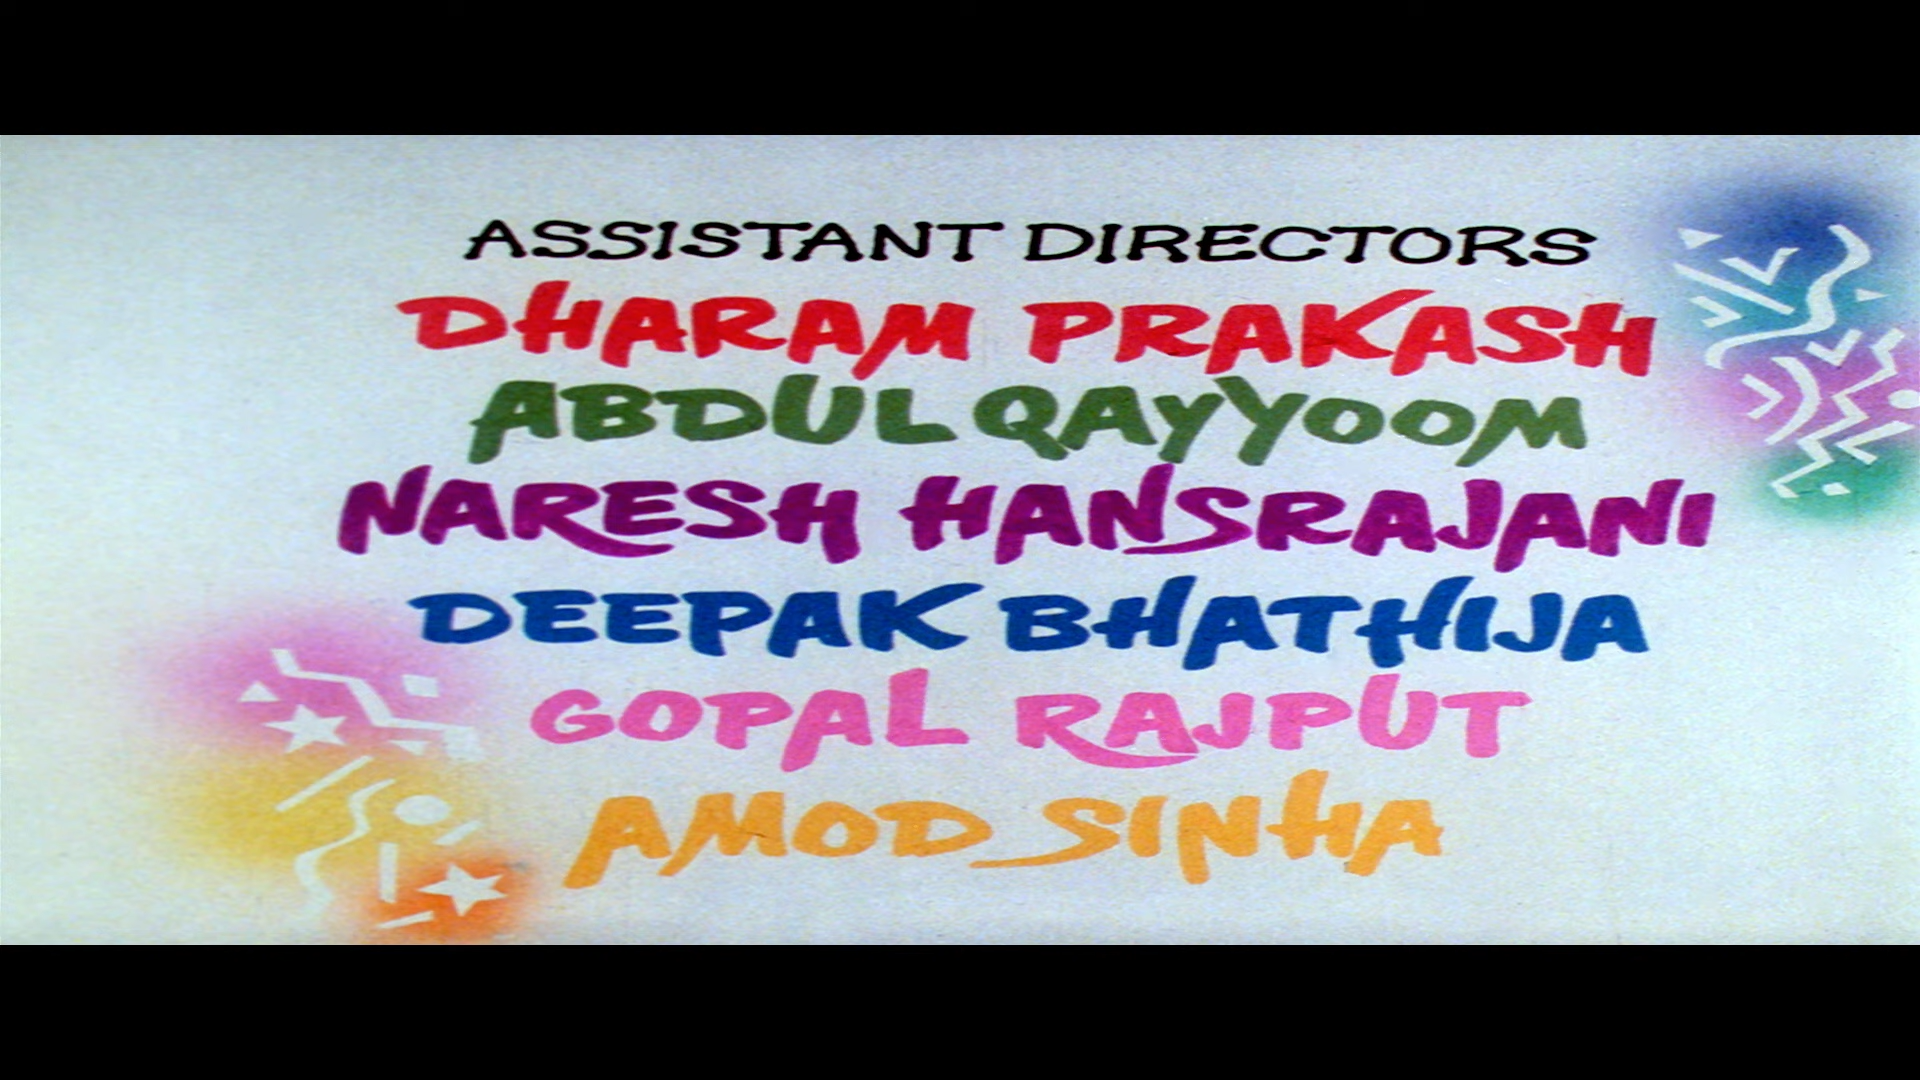 ASSISTANT DIRECTORS
DHARAM PRAKASH
ABDUL QAYYOOM
NARESH HANSRAJANI
DEEPAK BHATHIJA
GOPAL RAJPUT
AMOD SINHA